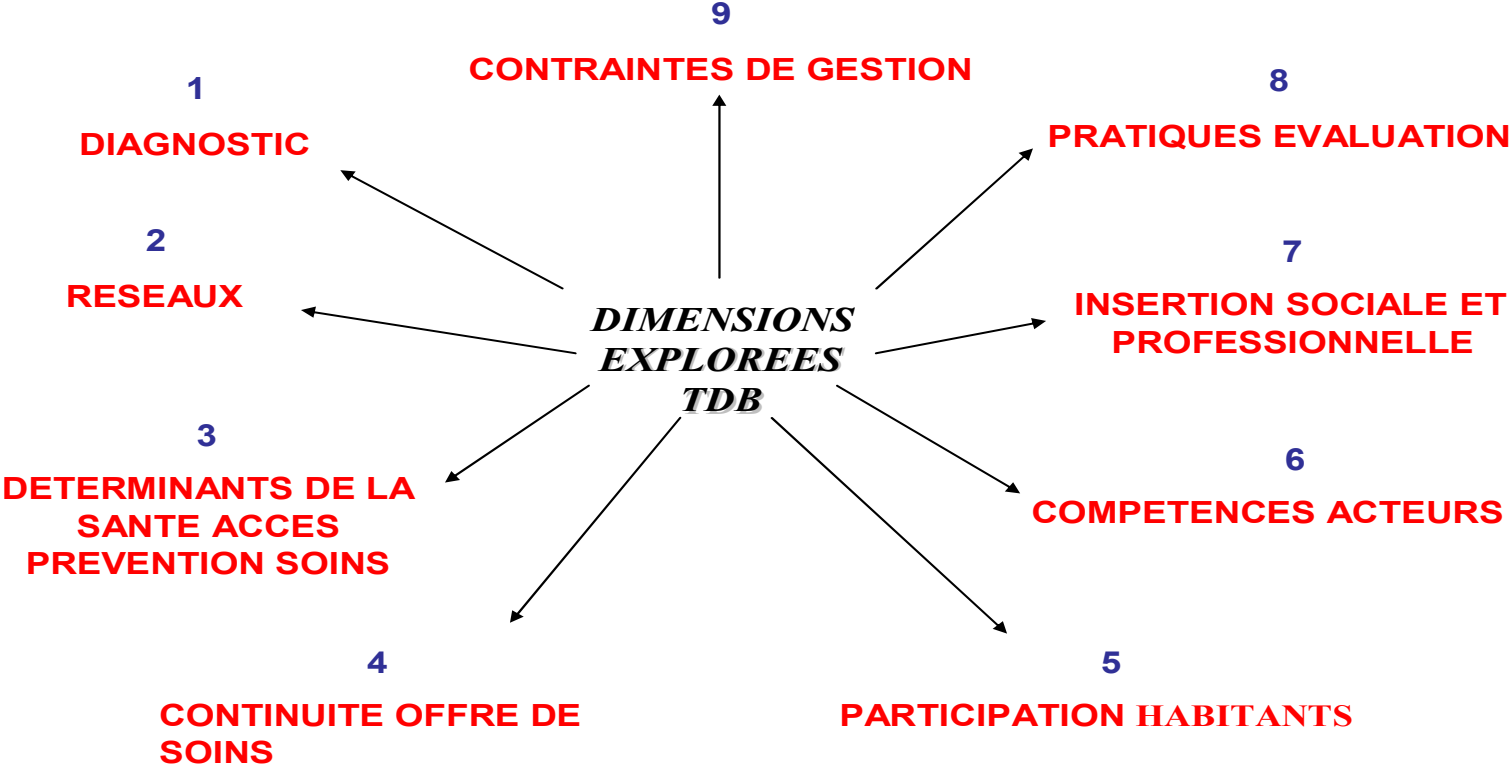 9
CONTRAINTES DE GESTION
1
DIAGNOSTIC
8
PRATIQUES EVALUATION
2
RESEAUX
7
INSERTION SOCIALE ET
PROFESSIONNELLE
DIMENSIONS
EXPLOREES
TDB
3
DETERMINANTS DE LA
SANTE ACCES
PREVENTION SOINS
6
COMPETENCES ACTEURS
4
CONTINUITE OFFRE DE
SOINS
5
PARTICIPATION HABITANTS